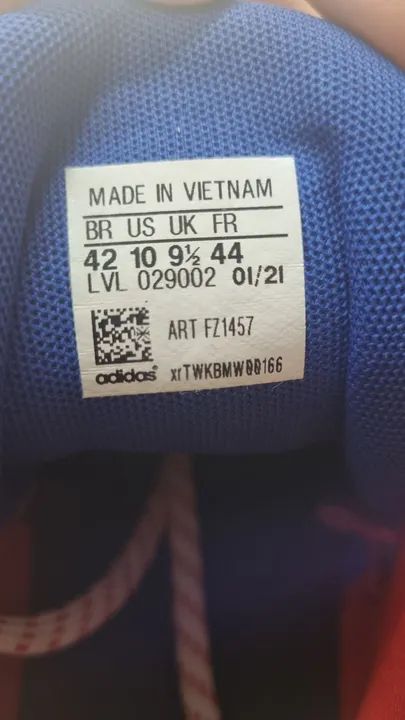 MADE IN VIETNAM
BR US UK FR
42 10 9½ 44
LVL 029002 01/21
ART FZ1457
adidas xrTWKBMW00166